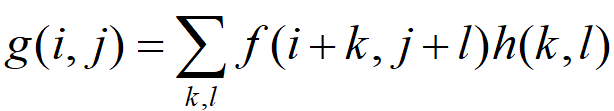 g(i, j) = ∑_{k,l} f(i + k, j + l)h(k, l)